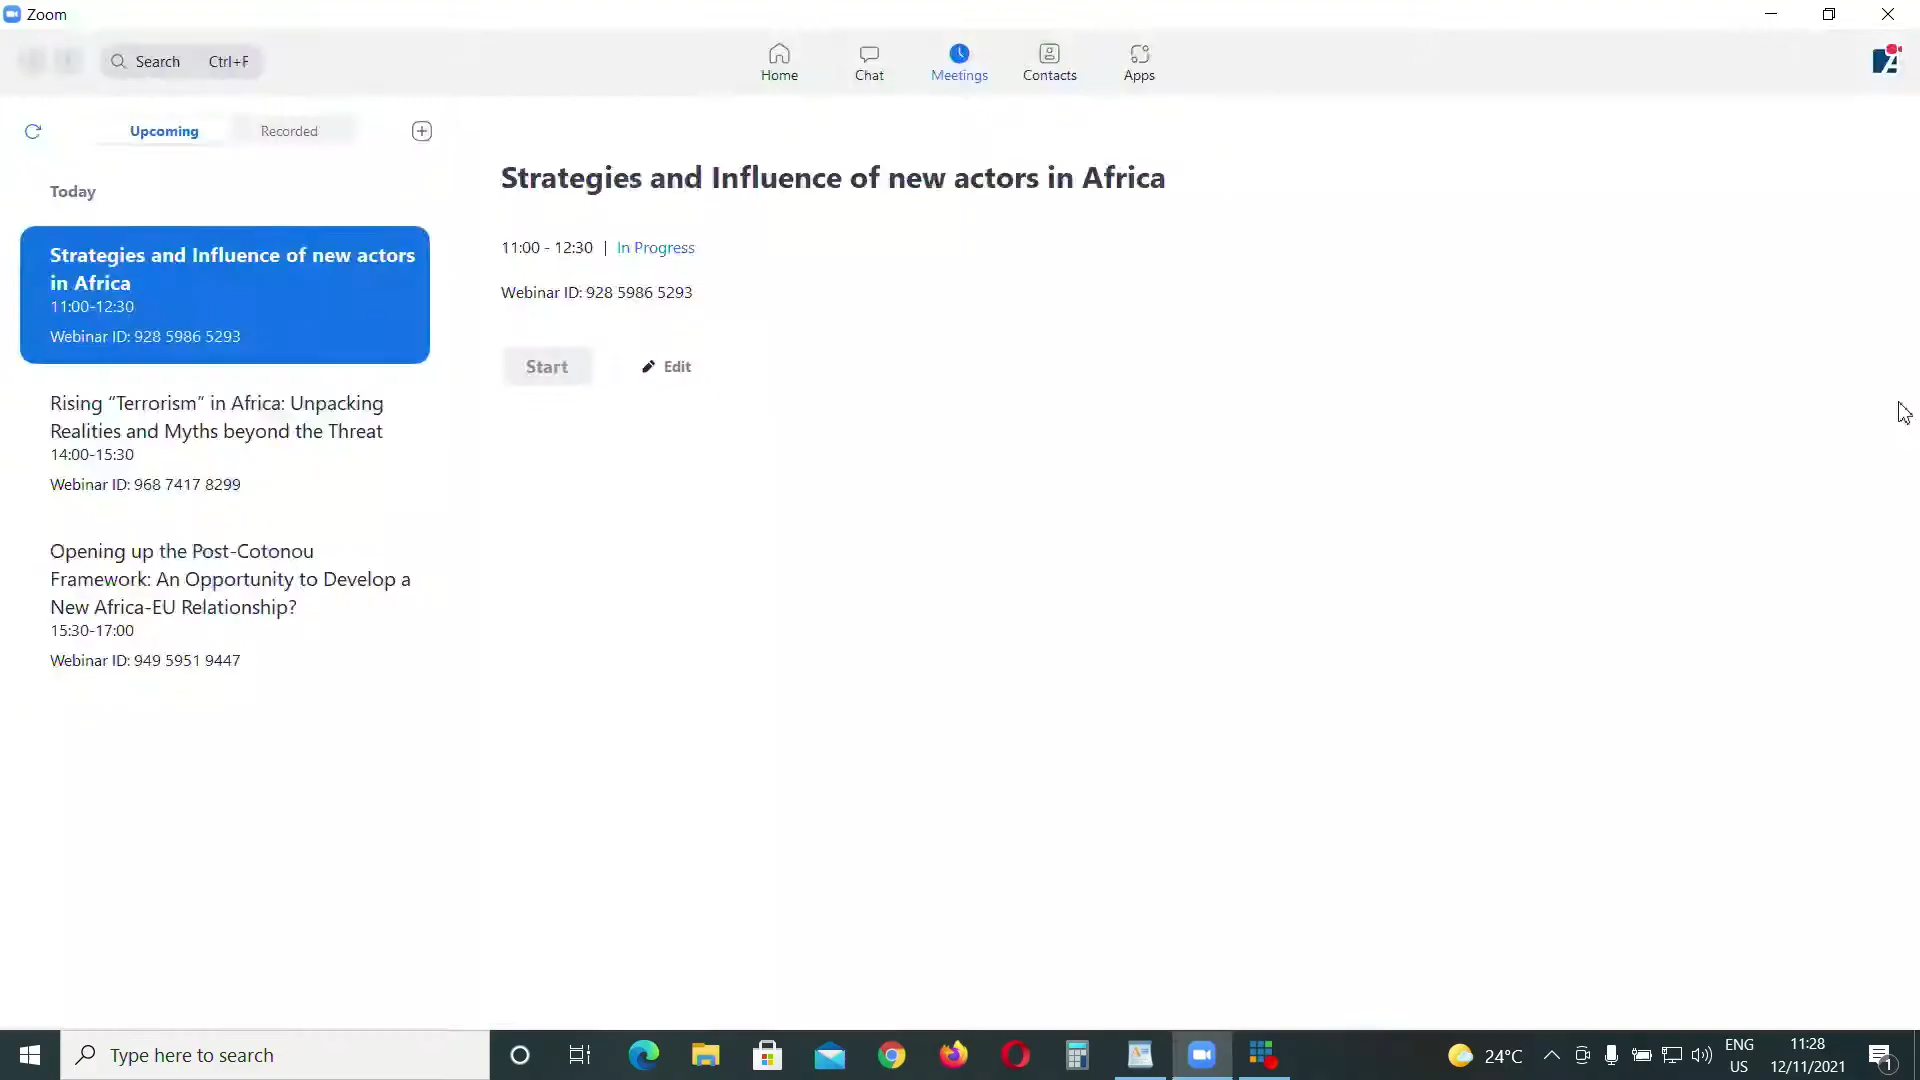 Zoom
Search Ctrl+F
Home
Chat
Meetings
Contacts
Apps
Upcoming
Recorded
Today
Strategies and Influence of new actors
in Africa
11:00-12:30
Webinar ID: 928 5986 5293
Rising “Terrorism” in Africa: Unpacking
Realities and Myths beyond the Threat
14:00-15:30
Webinar ID: 968 7417 8299
Opening up the Post-Cotonou
Framework: An Opportunity to Develop a
New Africa-EU Relationship?
15:30-17:00
Webinar ID: 949 5951 9447
Strategies and Influence of new actors in Africa
11:00 - 12:30 | In Progress
Webinar ID: 928 5986 5293
Start
Edit
Type here to search
24°C
ENG
US
11:28
12/11/2021
1